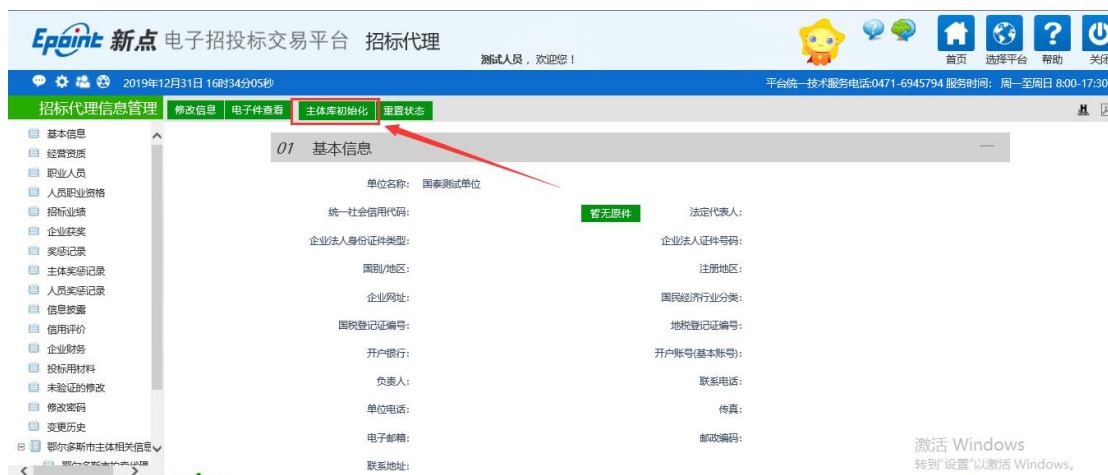 Epoint 新点 电子招投标交易平台 招标代理
测试人员，欢迎您！
首页 选择平台 帮助 关闭
2019年12月31日 16时34分05秒
平台统一技术服务电话:0471-6945794 服务时间：周一至周日 8:00-17:30
招标代理信息管理 修改信息 电子件查看 主体库初始化 重置状态
基本信息
经营资质
职业人员
人员职业资格
招标业绩
企业获奖
奖惩记录
主体奖惩记录
人员奖惩记录
信息披露
信用评价
企业财务
投标用材料
未验证的修改
修改密码
变更历史
鄂尔多斯市主体相关信息
01 基本信息
单位名称： 国泰测试单位
统一社会信用代码： 暂无原件 法定代表人：
企业法人身份证件类型： 企业法人证件号码：
国别/地区： 注册地区：
企业网址： 国民经济行业分类：
国税登记证编号： 地税登记证编号：
开户银行： 开户账号(基本账号)：
负责人： 联系电话：
单位电话： 传真：
电子邮箱： 邮政编码：
联系地址：
激活 Windows
转到"设置"以激活 Windows。